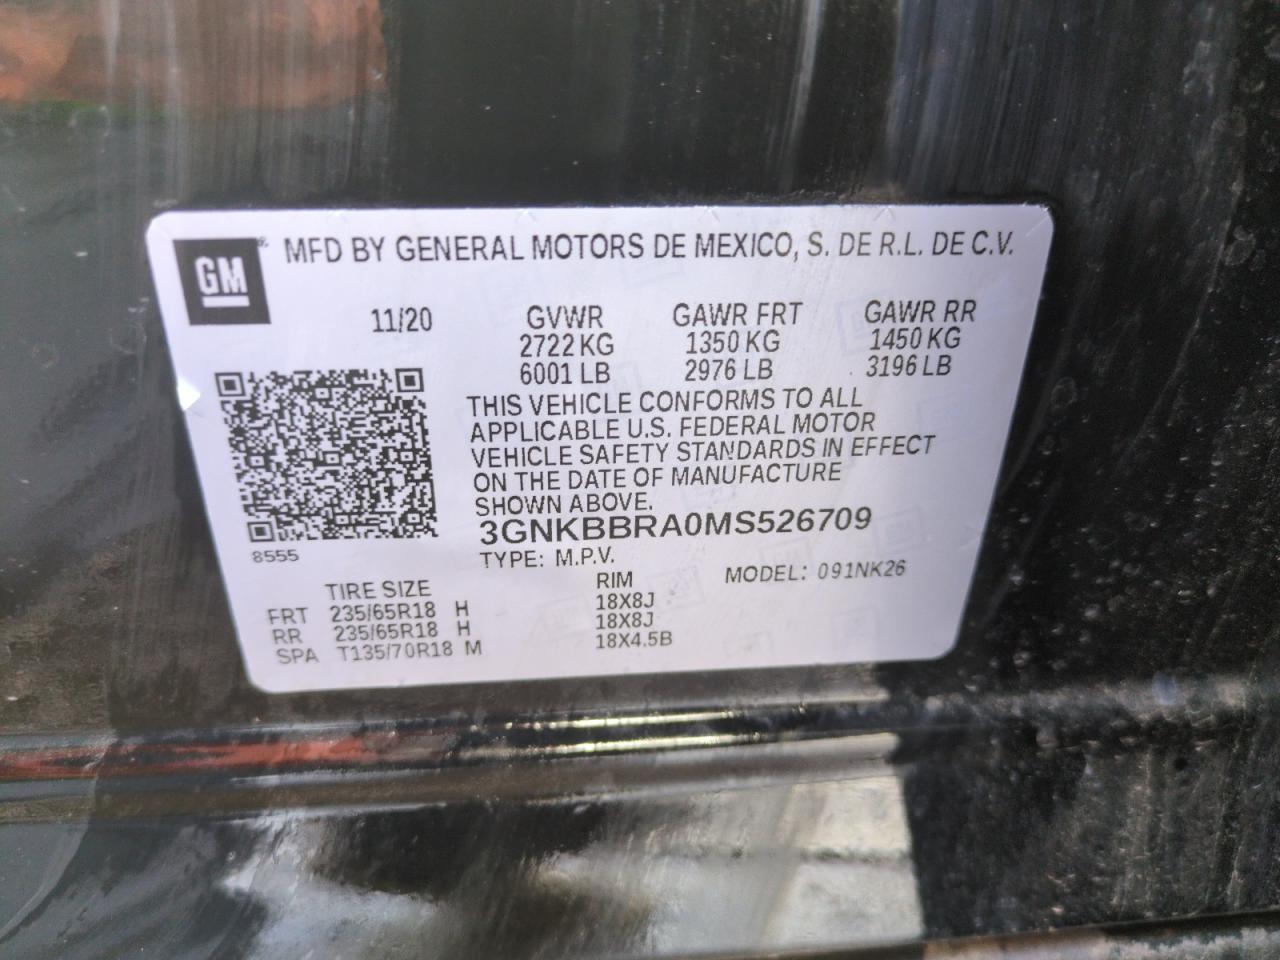 GM
MFD BY GENERAL MOTORS DE MEXICO, S. DE R.L. DE C.V.
11/20 GVWR GAWR FRT GAWR RR
2722 KG 1350 KG 1450 KG
6001 LB 2976 LB 3196 LB
THIS VEHICLE CONFORMS TO ALL
APPLICABLE U.S. FEDERAL MOTOR
VEHICLE SAFETY STANDARDS IN EFFECT
ON THE DATE OF MANUFACTURE
SHOWN ABOVE.
3GNKBBRA0MS526709
8555
TYPE: M.P.V. MODEL: 091NK26
TIRE SIZE RIM
FRT 235/65R18 H 18X8J
RR 235/65R18 H 18X8J
SPA T135/70R18 M 18X4.5B